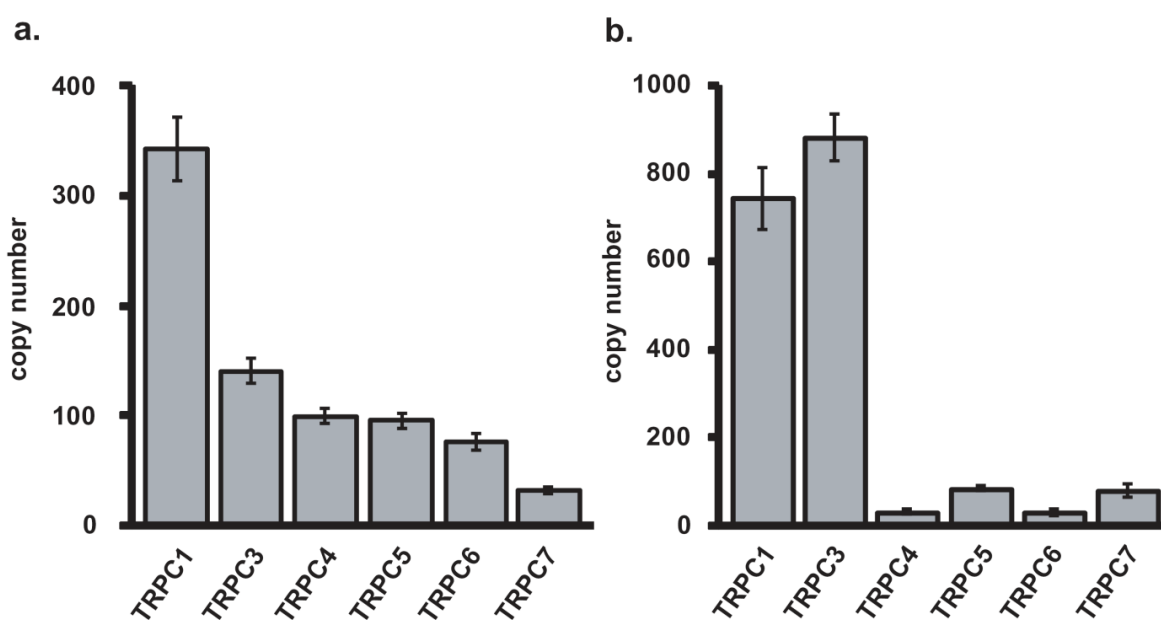 a.
copy number
400
300
200
100
0
TRPC1
TRPC3
TRPC4
TRPC5
TRPC6
TRPC7
b.
copy number
1000
800
600
400
200
0
TRPC1
TRPC3
TRPC4
TRPC5
TRPC6
TRPC7